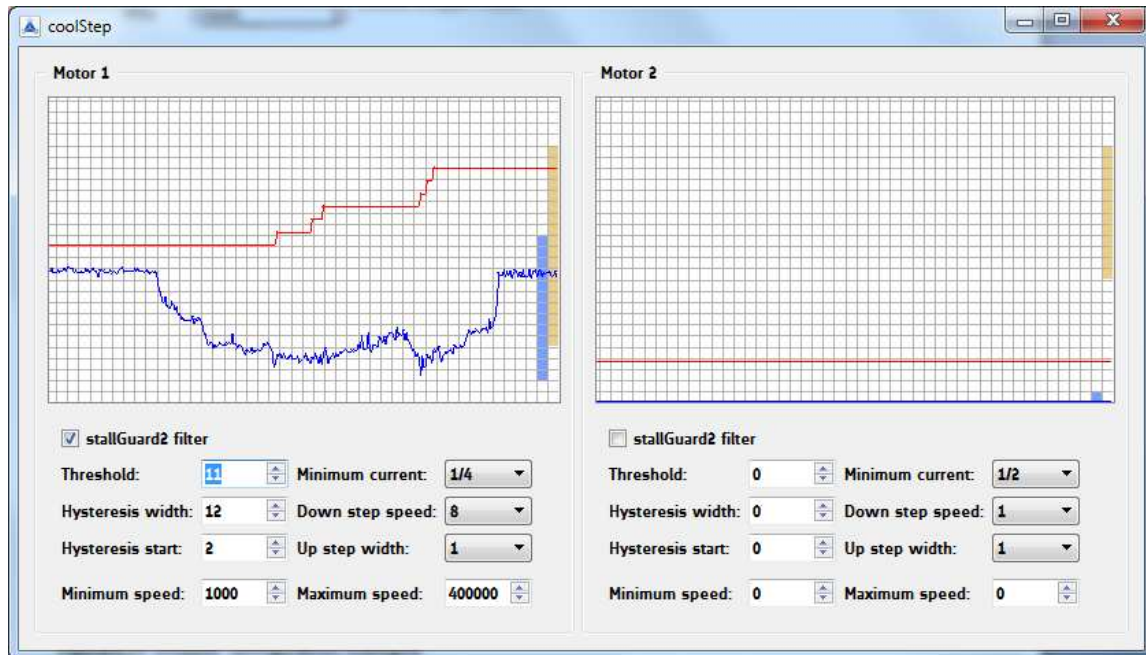 coolStep
Motor 1
stallGuard2 filter
Threshold: 11 Minimum current: 1/4
Hysteresis width: 12 Down step speed: 8
Hysteresis start: 2 Up step width: 1
Minimum speed: 1000 Maximum speed: 400000
Motor 2
stallGuard2 filter
Threshold: 0 Minimum current: 1/2
Hysteresis width: 0 Down step speed: 1
Hysteresis start: 0 Up step width: 1
Minimum speed: 0 Maximum speed: 0